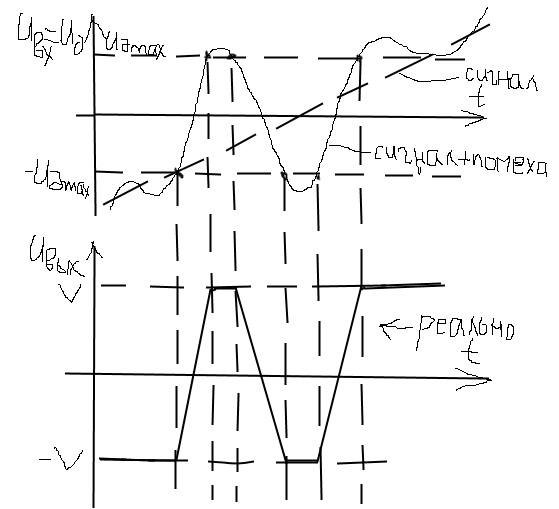 Uвх=Uд
Uдmax
сигнал
t
-Uдmax
сигнал+помеха
Uвых
V
реально
t
-V